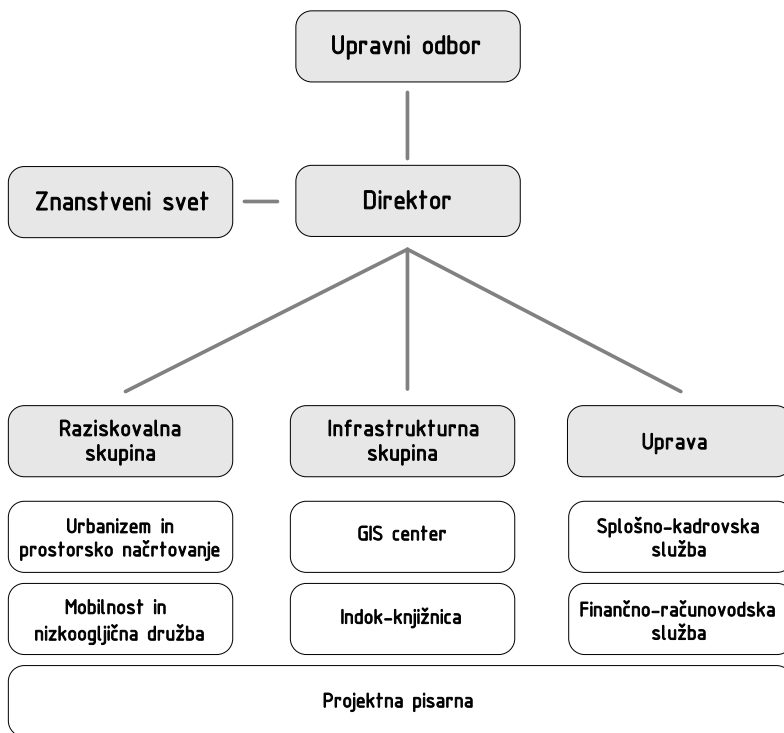 Upravni odbor
Znanstveni svet
Direktor
Raziskovalna
skupina
Infrastrukturna
skupina
Uprava
Urbanizem in
prostorsko načrtovanje
GIS center
Splošno-kadrovska
služba
Mobilnost in
nizkoogljična družba
Indok-knjižnica
Finančno-računovodska
služba
Projektna pisarna